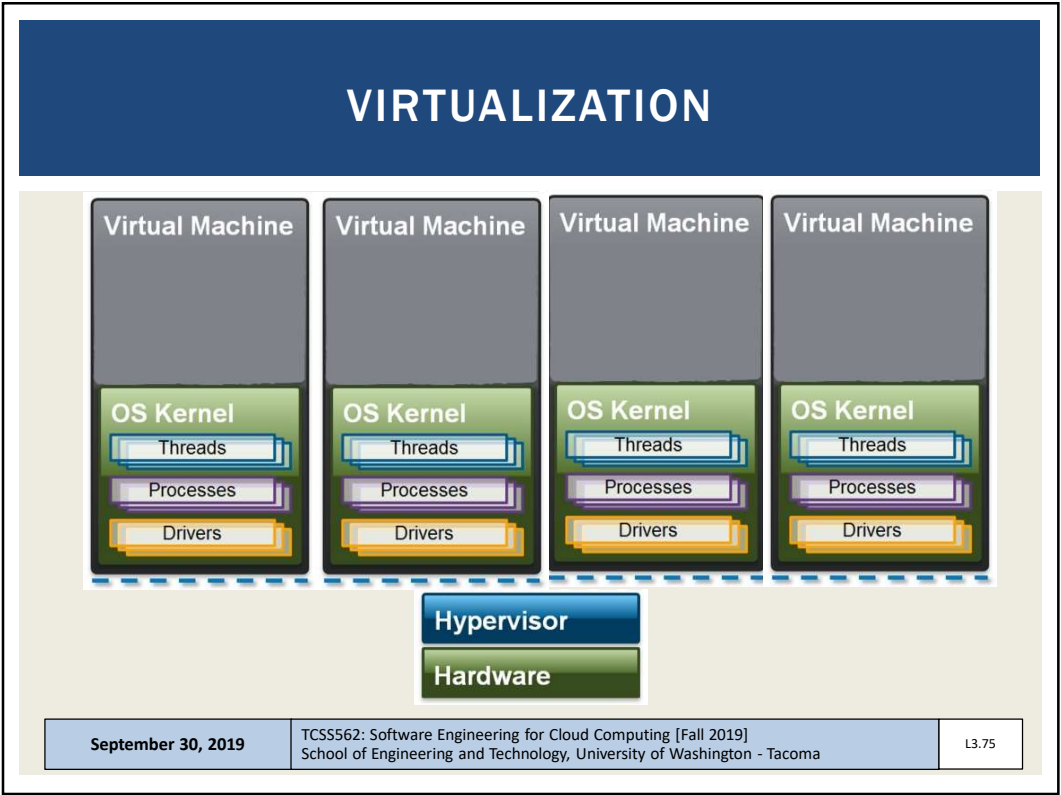 VIRTUALIZATION
Virtual Machine
OS Kernel
Threads
Processes
Drivers
Virtual Machine
OS Kernel
Threads
Processes
Drivers
Virtual Machine
OS Kernel
Threads
Processes
Drivers
Virtual Machine
OS Kernel
Threads
Processes
Drivers
Hypervisor
Hardware
September 30, 2019
TCSS562: Software Engineering for Cloud Computing [Fall 2019]
School of Engineering and Technology, University of Washington - Tacoma
L3.75